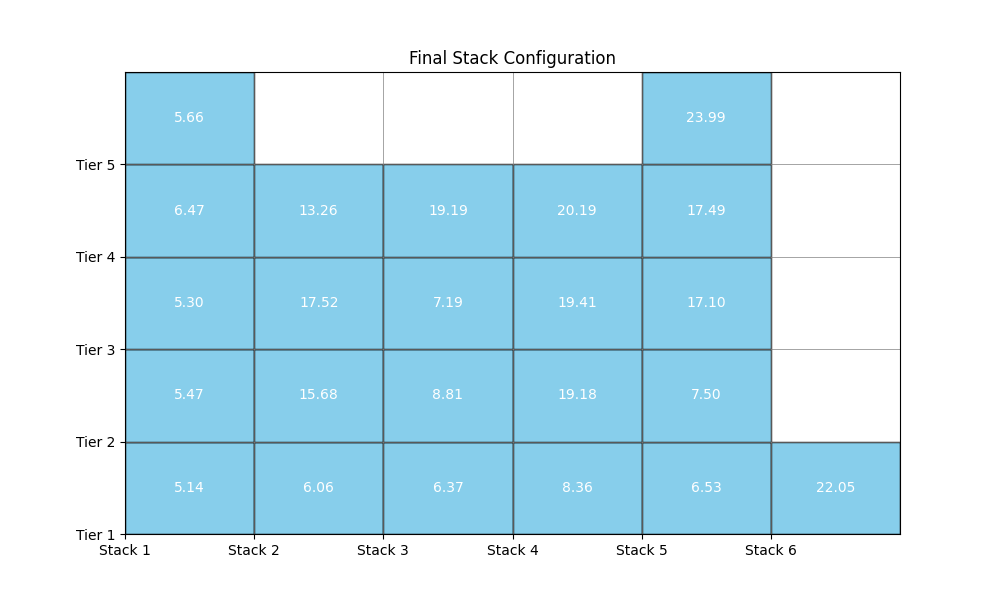 Final Stack Configuration
5.66 23.99
Tier 5
6.47 13.26 19.19 20.19 17.49
Tier 4
5.30 17.52 7.19 19.41 17.10
Tier 3
5.47 15.68 8.81 19.18 7.50
Tier 2
5.14 6.06 6.37 8.36 6.53 22.05
Tier 1
Stack 1 Stack 2 Stack 3 Stack 4 Stack 5 Stack 6